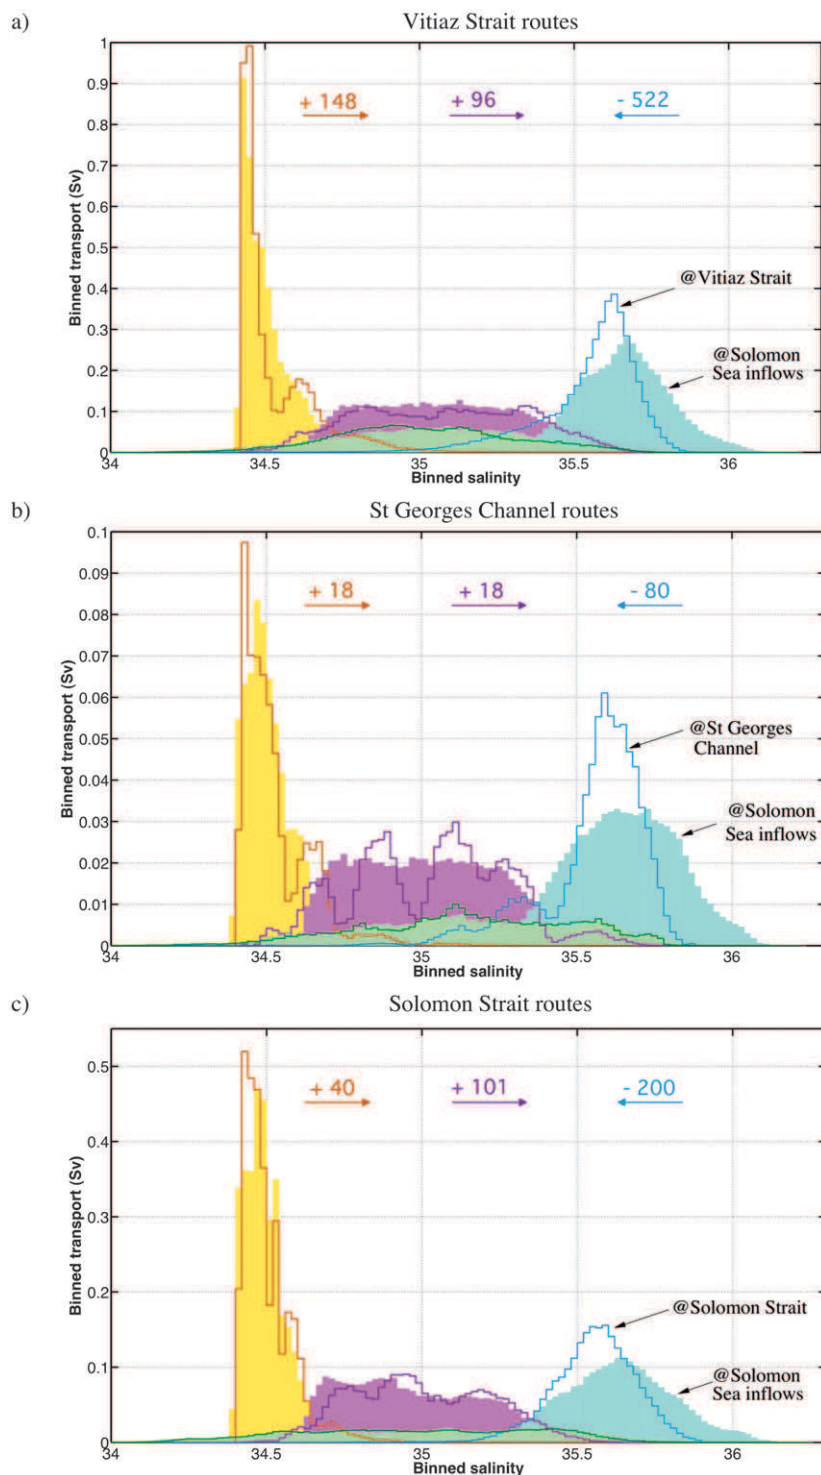 a)
Vitiaz Strait routes
1
0.9
0.8
0.7
0.6
0.5
0.4
0.3
0.2
0.1
0
Binned transport (Sv)
+ 148
+ 96
- 522
@Vitiaz Strait
@Solomon
Sea inflows
34
34.5
35
35.5
36
Binned salinity
b)
St Georges Channel routes
0.1
0.09
0.08
0.07
0.06
0.05
0.04
0.03
0.02
0.01
0
Binned transport (Sv)
+ 18
+ 18
- 80
@St Georges
Channel
@Solomon
Sea inflows
34
34.5
35
35.5
36
Binned salinity
c)
Solomon Strait routes
0.5
0.4
0.3
0.2
0.1
0
Binned transport (Sv)
+ 40
+ 101
- 200
@Solomon Strait
@Solomon
Sea inflows
34
34.5
35
35.5
36
Binned salinity